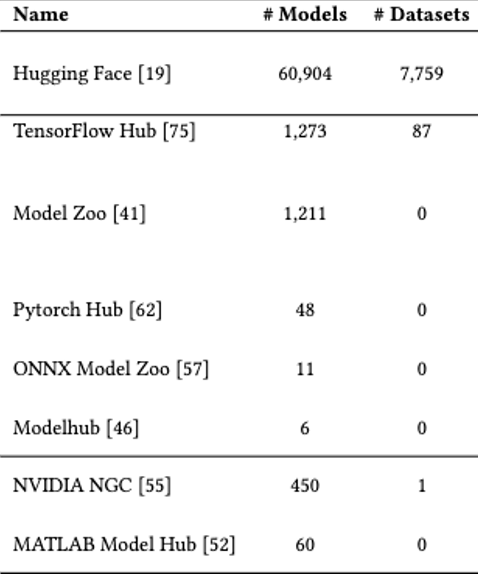 Name # Models # Datasets
Hugging Face [19] 60,904 7,759
TensorFlow Hub [75] 1,273 87
Model Zoo [41] 1,211 0
Pytorch Hub [62] 48 0
ONNX Model Zoo [57] 11 0
Modelhub [46] 6 0
NVIDIA NGC [55] 450 1
MATLAB Model Hub [52] 60 0